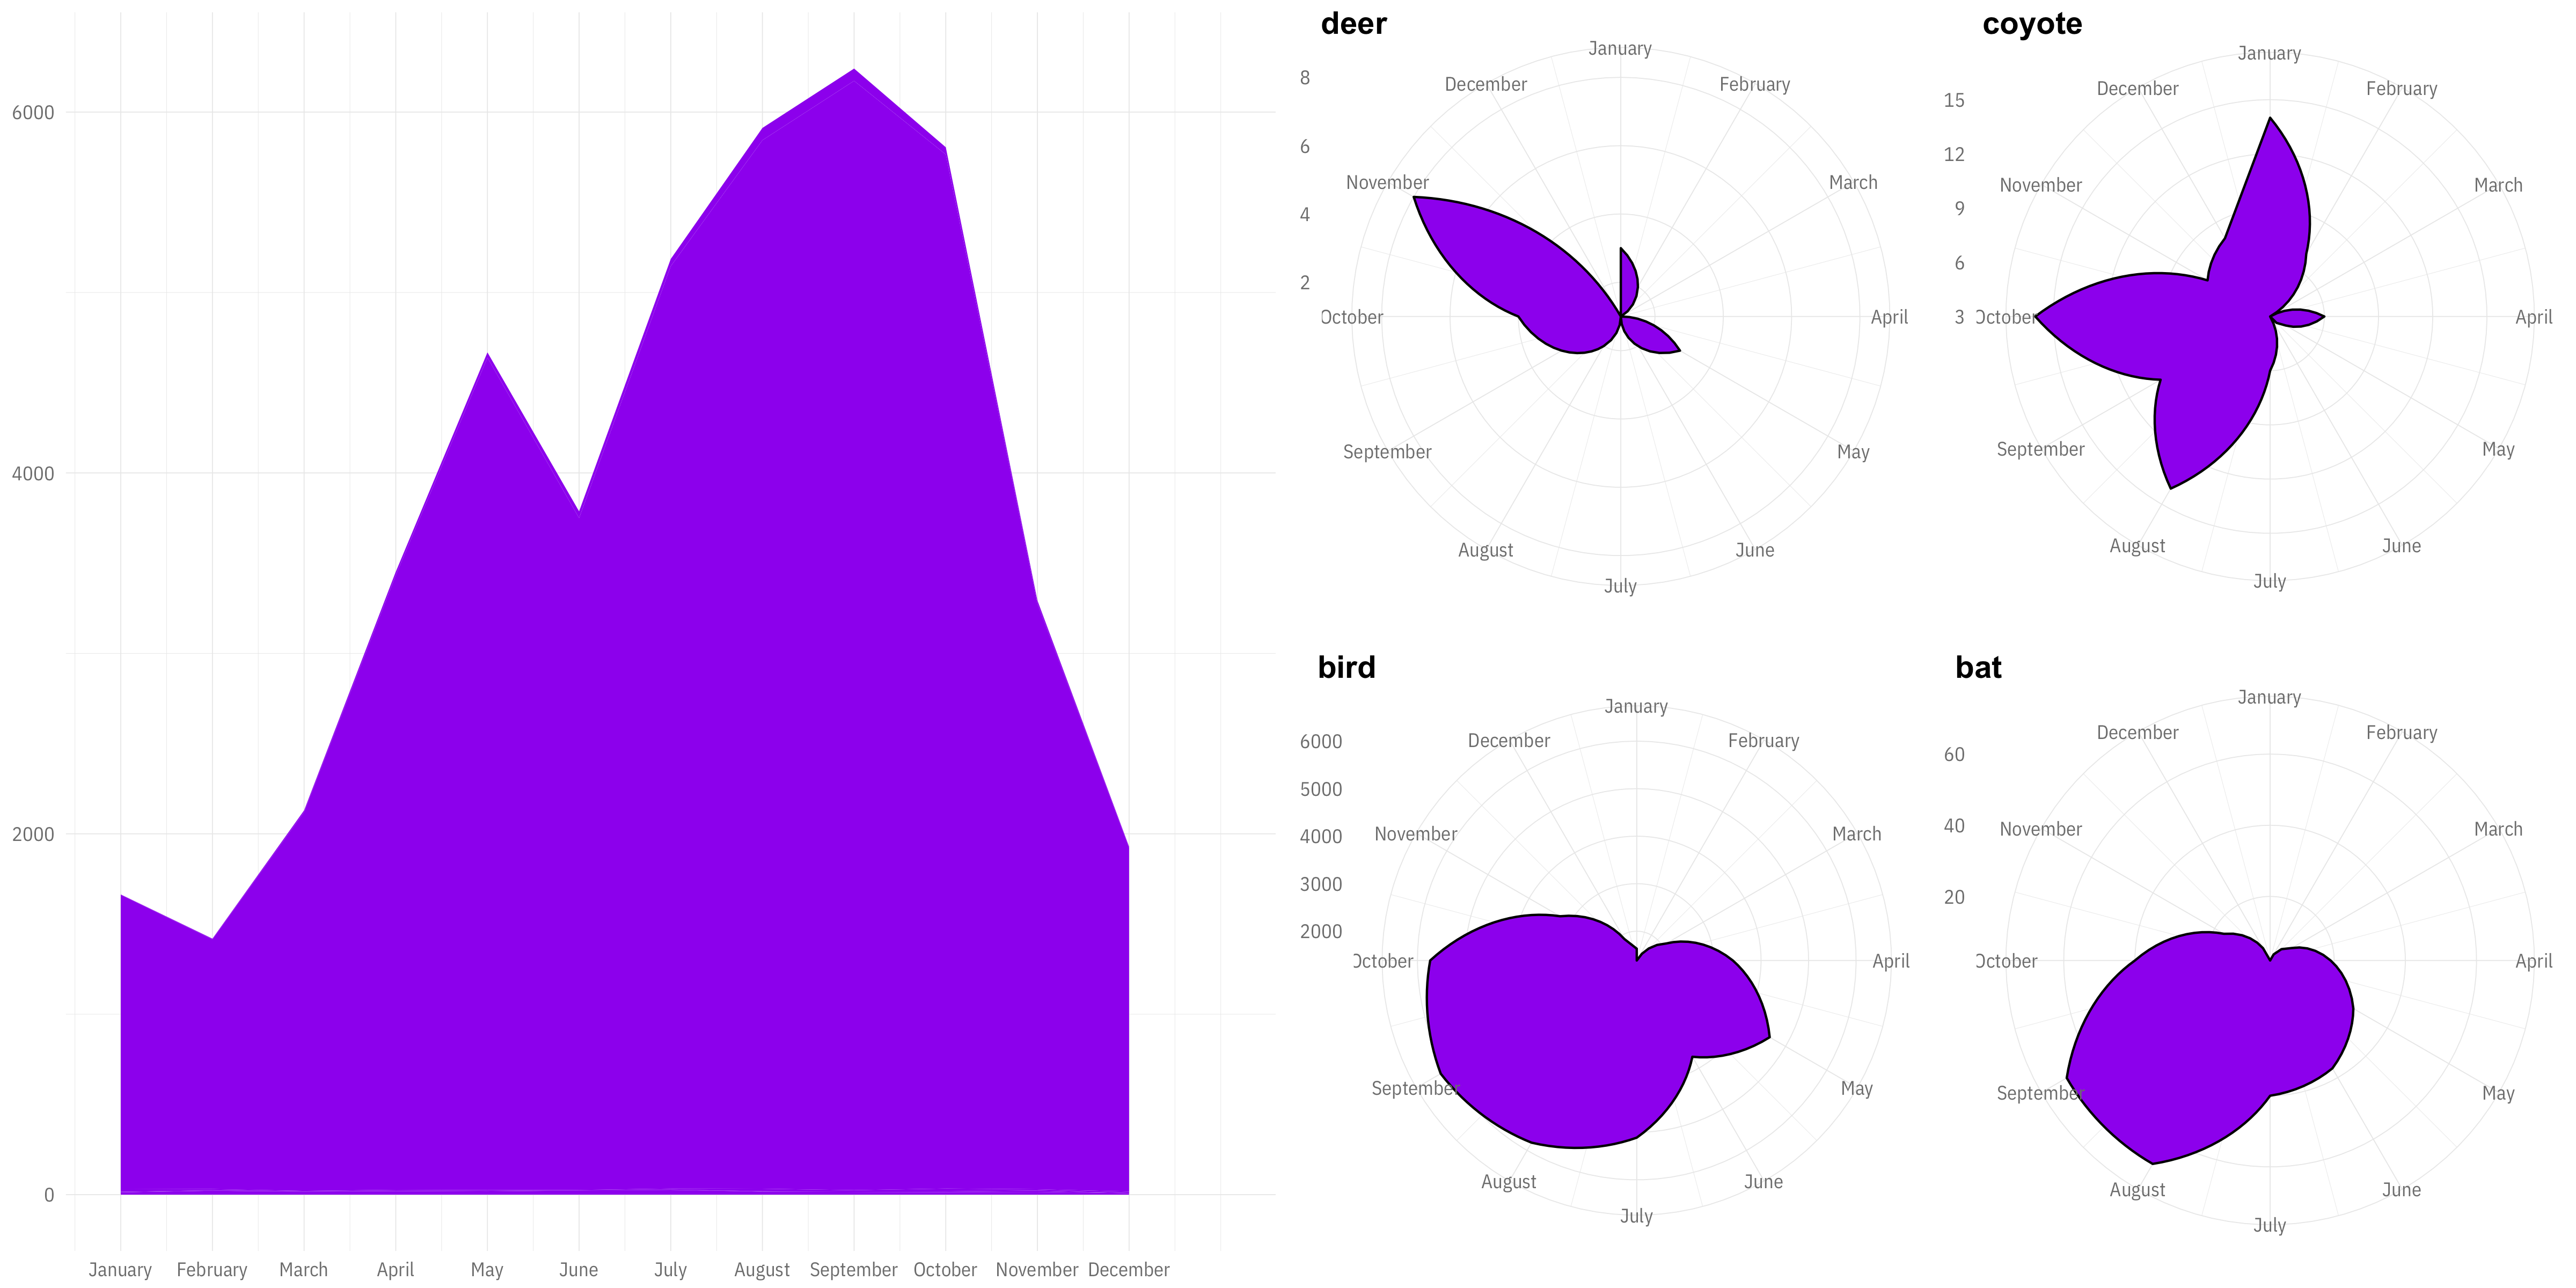 6000
4000
2000
0
January February March April May June July August September October November December
deer
8
6
4
2
January
February
March
April
May
June
July
August
September
October
November
December
coyote
15
12
9
6
3
January
February
March
April
May
June
July
August
September
October
November
December
bird
6000
5000
4000
3000
2000
January
February
March
April
May
June
July
August
September
October
November
December
bat
60
40
20
January
February
March
April
May
June
July
August
September
October
November
December